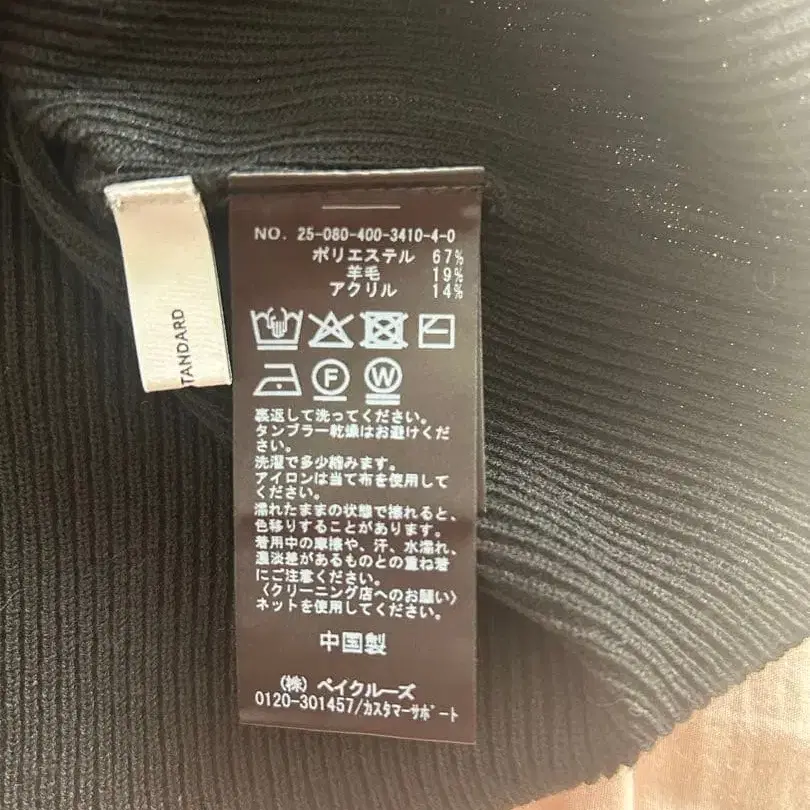 TANDARD
NO. 25-080-400-3410-4-0
ポリエステル 67%
羊毛 19%
アクリル 14%
F W
裏返して洗ってください。
タンブラー乾燥はお避けくだ
さい。
洗濯で多少縮みます。
アイロンは当て布を使用して
ください。
濡れたままの状態で擦れると、
色移りすることがあります。
着用中の摩擦や、汗、水濡れ、
濃淡差があるものとの重ね着
にご注意ください。
〈クリーニング店へのお願い〉
ネットを使用してください。
中国製
(株) ベイクルーズ
0120-301457/カスタマーサポート